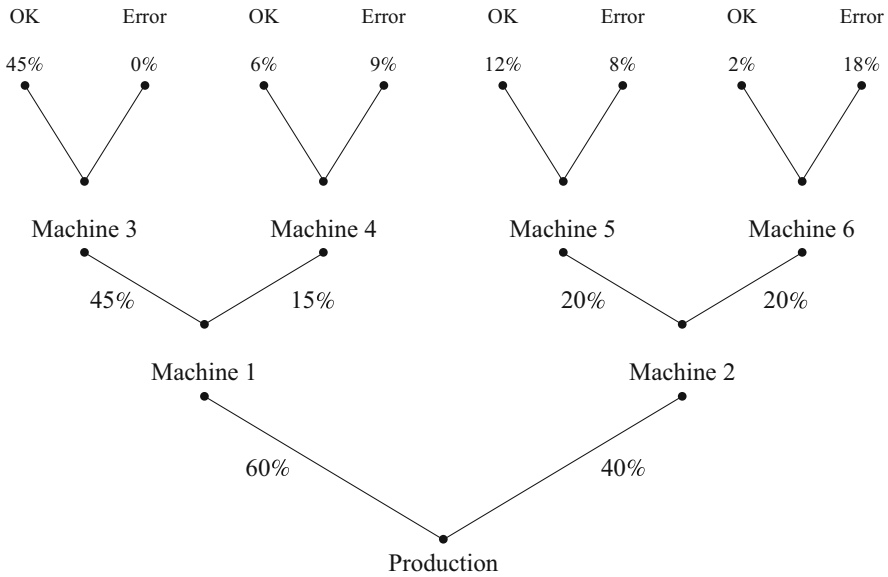 OK Error OK Error OK Error OK Error
45% 0% 6% 9% 12% 8% 2% 18%
Machine 3 Machine 4 Machine 5 Machine 6
45% 15% 20% 20%
Machine 1 Machine 2
60% 40%
Production